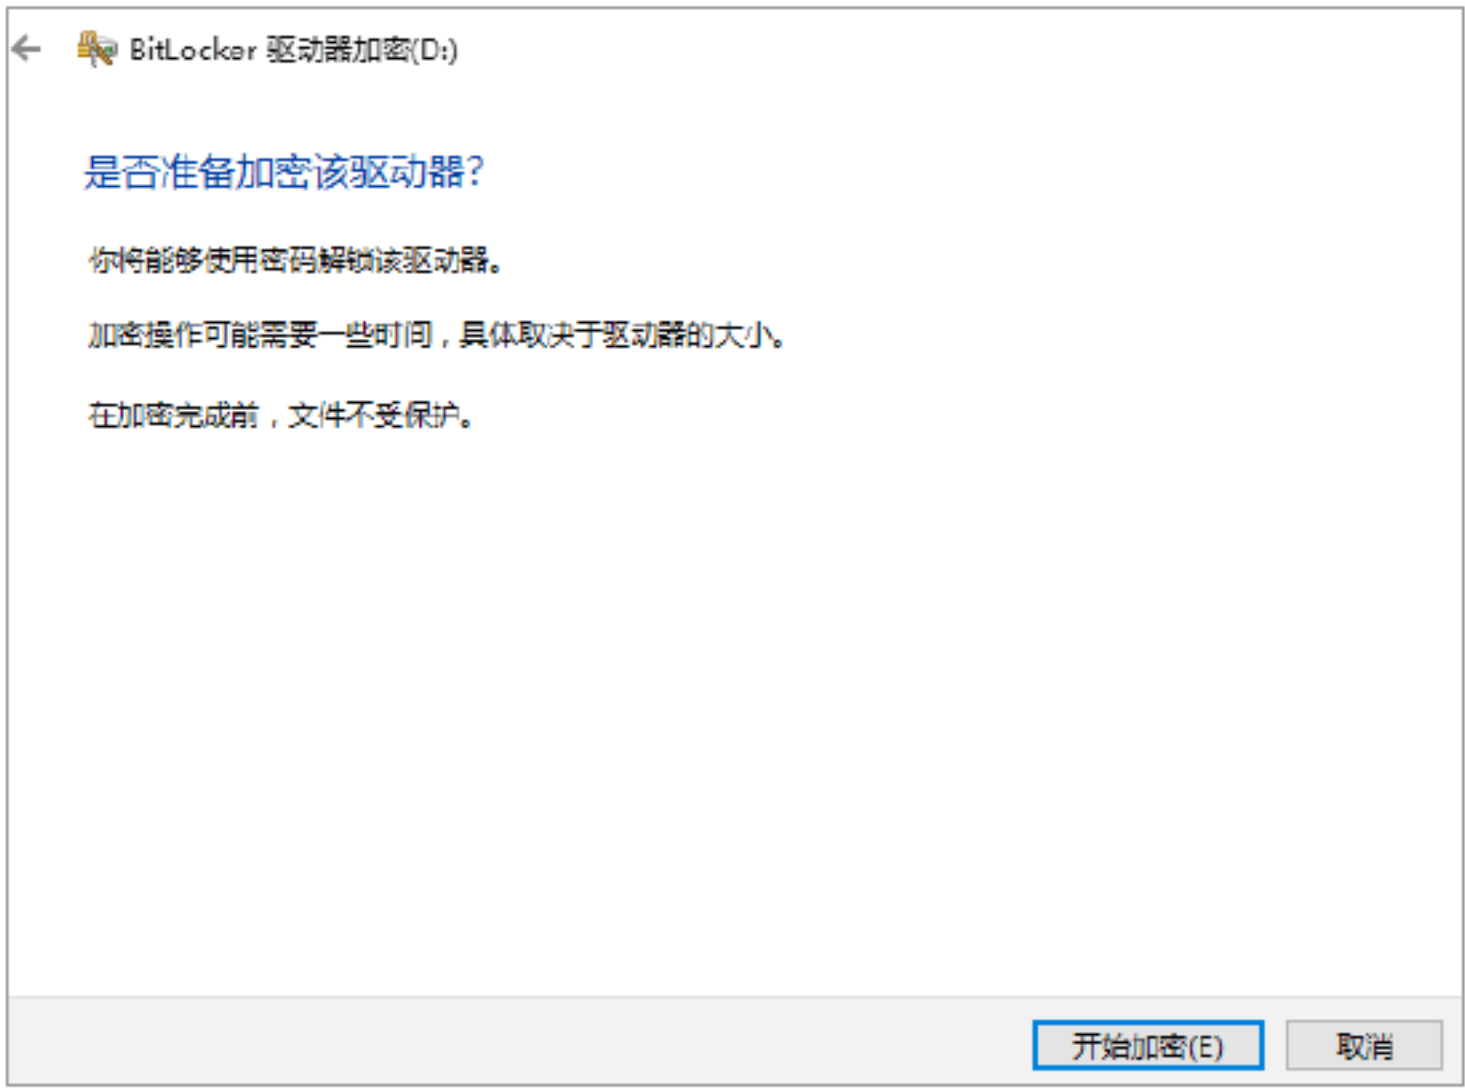 BitLocker 驱动器加密(D:)
是否准备加密该驱动器?
你将能够使用密码解锁该驱动器。
加密操作可能需要一些时间，具体取决于驱动器的大小。
在加密完成前，文件不受保护。
开始加密(E)
取消